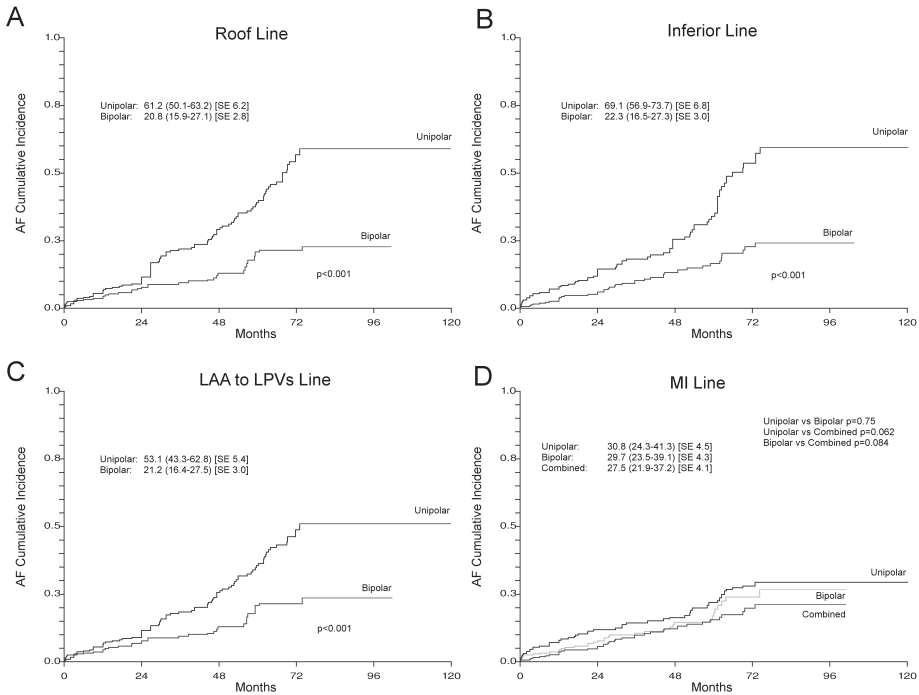 A
Roof Line
AF Cumulative Incidence
1.0
0.8
0.5
0.3
0.0
Unipolar: 61.2 (50.1-63.2) [SE 6.2]
Bipolar: 20.8 (15.9-27.1) [SE 2.8]
Unipolar
Bipolar
p<0.001
0 24 48 72 96 120
Months
B
Inferior Line
AF Cumulative Incidence
1.0
0.8
0.5
0.3
0.0
Unipolar: 69.1 (56.9-73.7) [SE 6.8]
Bipolar: 22.3 (16.5-27.3) [SE 3.0]
Unipolar
Bipolar
p<0.001
0 24 48 72 96 120
Months
C
LAA to LPVs Line
AF Cumulative Incidence
1.0
0.8
0.5
0.3
0.0
Unipolar: 53.1 (43.3-62.8) [SE 5.4]
Bipolar: 21.2 (16.4-27.5) [SE 3.0]
Unipolar
Bipolar
p<0.001
0 24 48 72 96 120
Months
D
MI Line
AF Cumulative Incidence
1.0
0.8
0.5
0.3
0.0
Unipolar vs Bipolar p=0.75
Unipolar vs Combined p=0.062
Bipolar vs Combined p=0.084
Unipolar: 30.8 (24.3-41.3) [SE 4.5]
Bipolar: 29.7 (23.5-39.1) [SE 4.3]
Combined: 27.5 (21.9-37.2) [SE 4.1]
Unipolar
Bipolar
Combined
0 24 48 72 96 120
Months